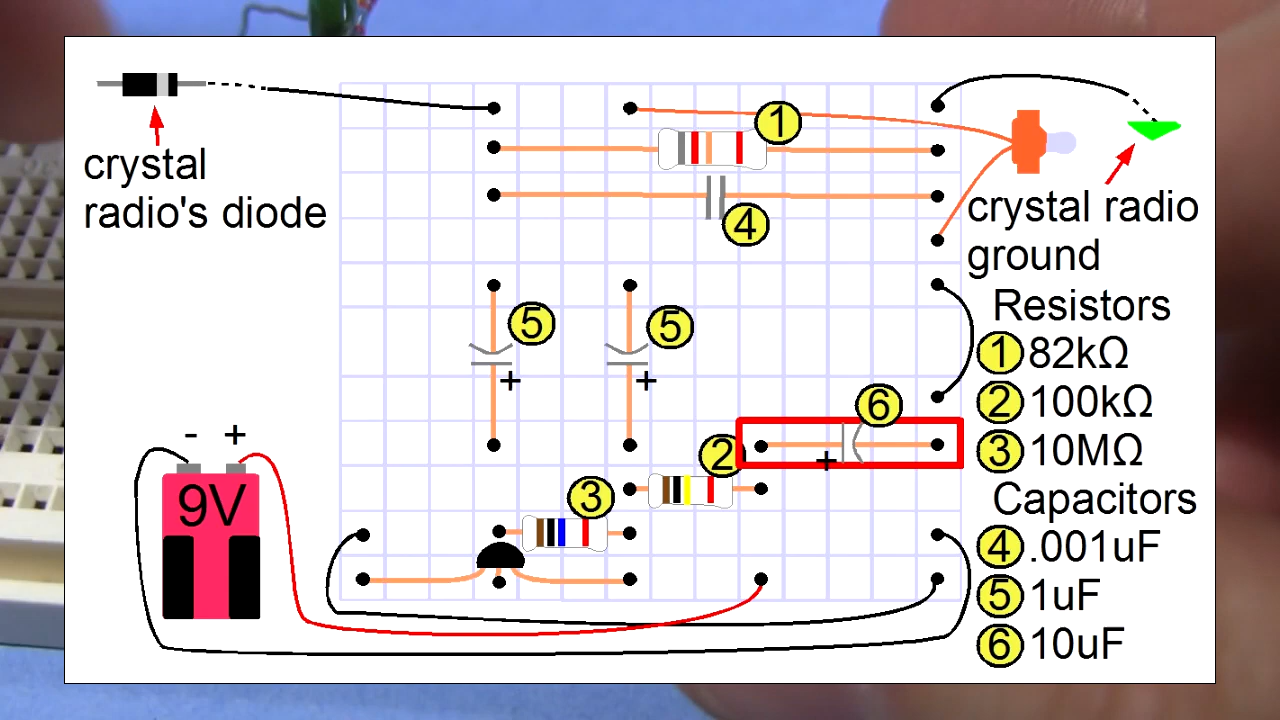 1
crystal
radio's diode
4
crystal radio
ground
5
5
+
+
Resistors
1 82kΩ
2 100kΩ
3 10MΩ
6
+
2
- +
9V
3
Capacitors
4 .001uF
5 1uF
6 10uF